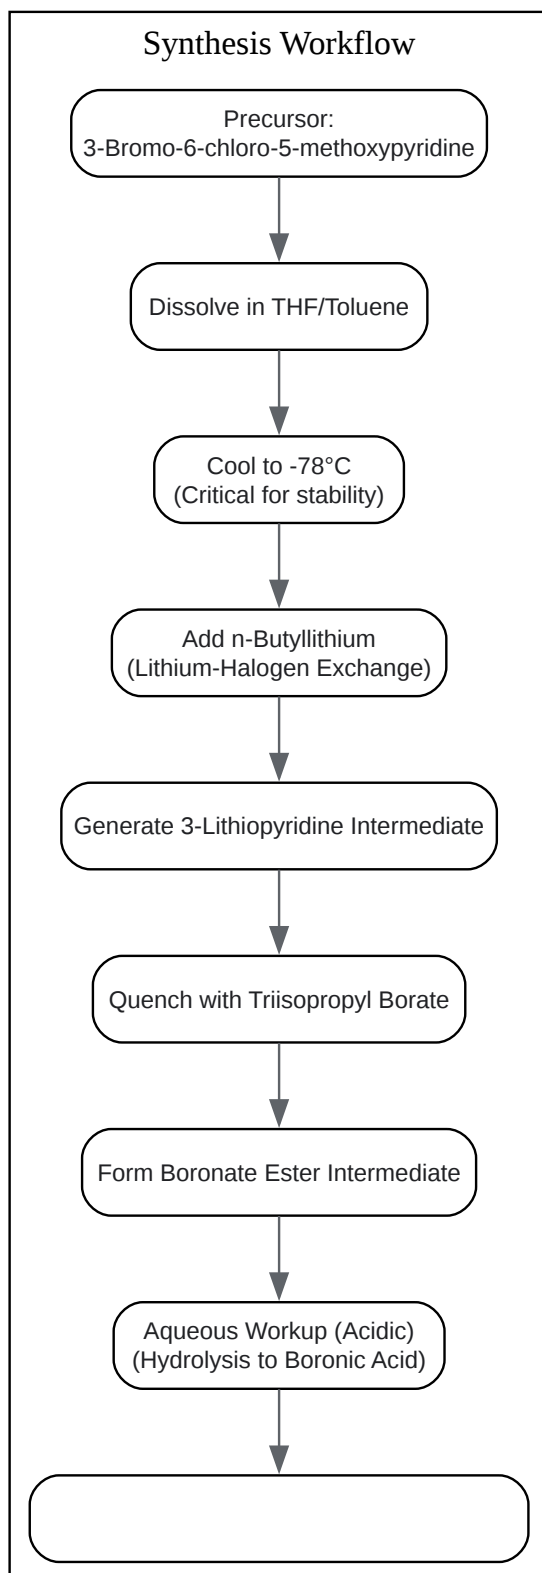 Synthesis Workflow
Precursor:
3-Bromo-6-chloro-5-methoxypyridine
Dissolve in THF/Toluene
Cool to -78°C
(Critical for stability)
Add n-Butyllithium
(Lithium-Halogen Exchange)
Generate 3-Lithiopyridine Intermediate
Quench with Triisopropyl Borate
Form Boronate Ester Intermediate
Aqueous Workup (Acidic)
(Hydrolysis to Boronic Acid)